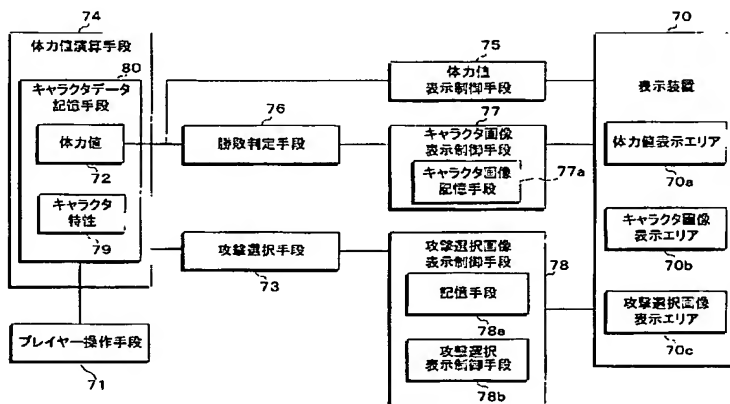 74
体力値演算手段
80
キャラクタデータ
記憶手段
体力値
72
キャラクタ
特性
79
プレイヤー操作手段
71
76
勝敗判定手段
攻撃選択手段
73
75
体力値
表示制御手段
77
キャラクタ画像
表示制御手段
キャラクタ画像
記憶手段
77a
攻撃選択画像
表示制御手段
78
記憶手段
78a
攻撃選択
表示制御手段
78b
70
表示装置
体力値表示エリア
70a
キャラクタ画像
表示エリア
70b
攻撃選択画像
表示エリア
70c